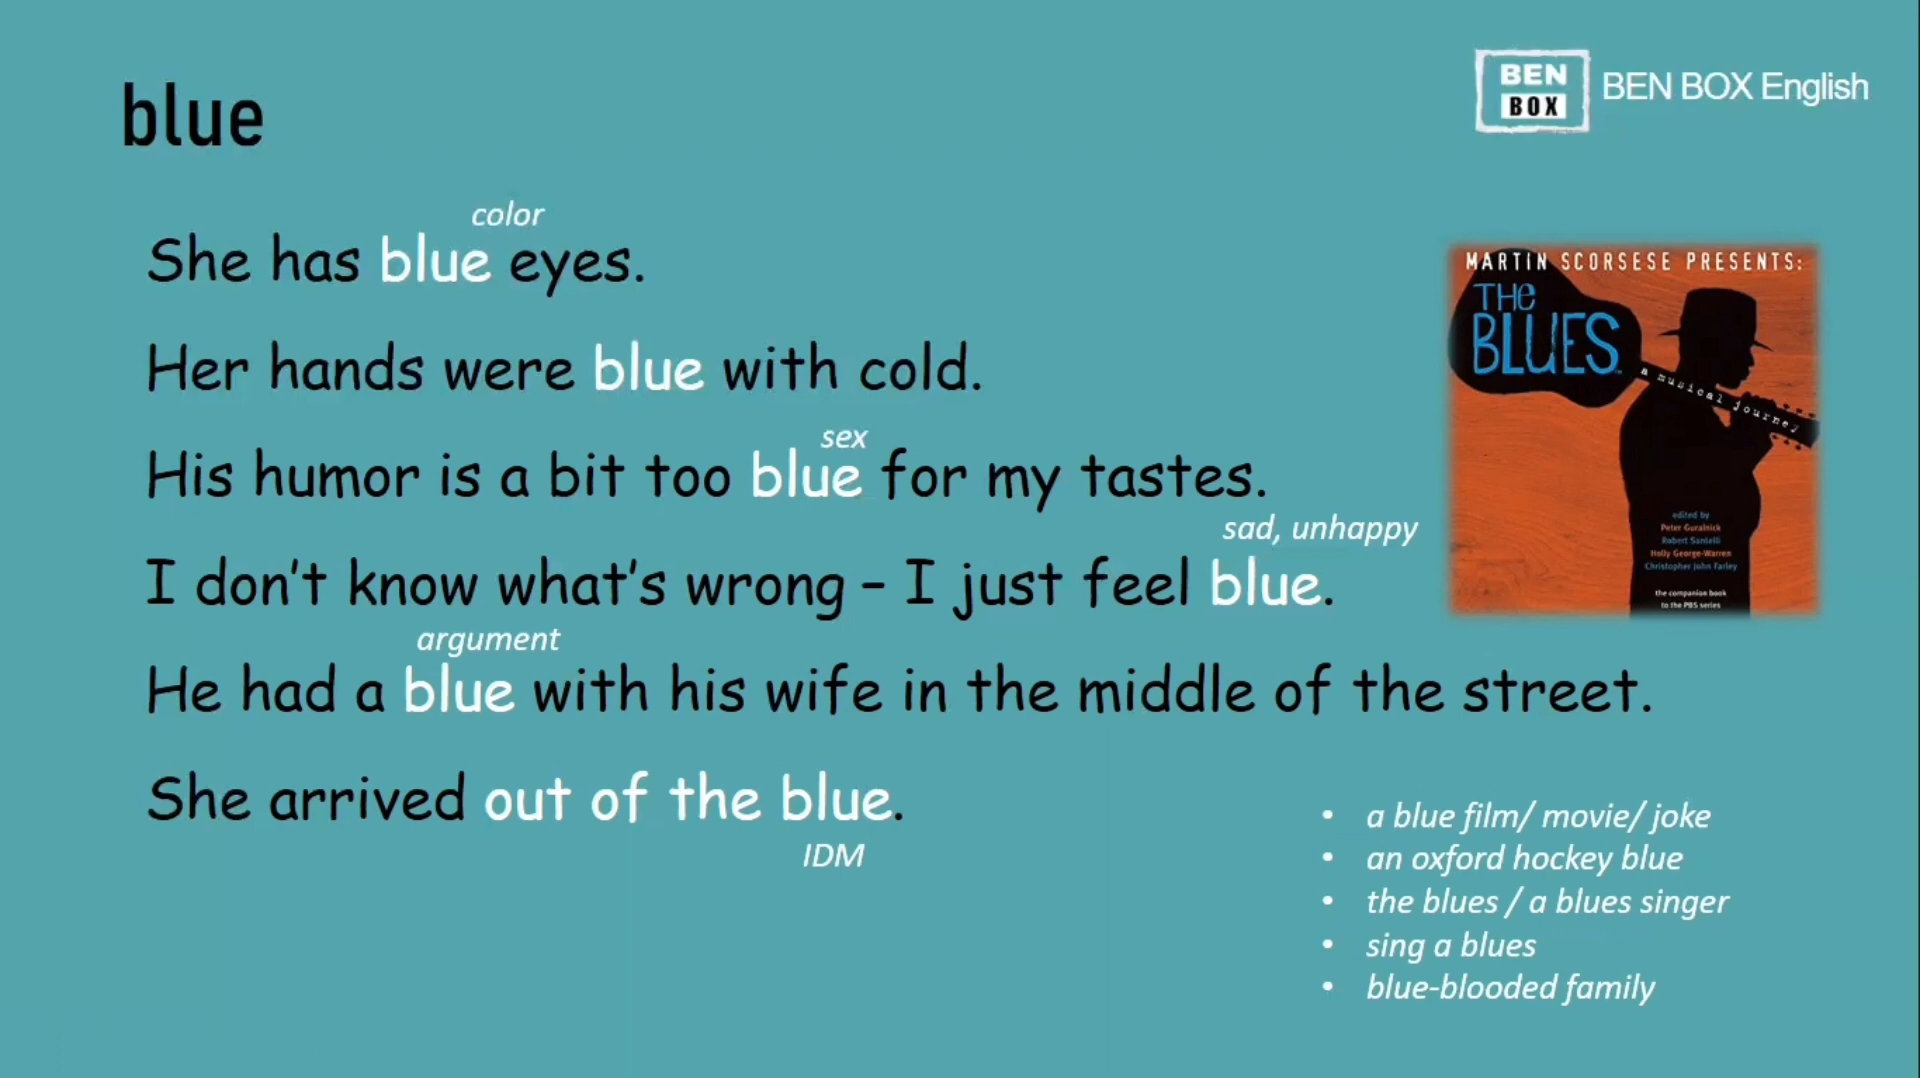 blue
BEN
BOX
BEN BOX English
color
She has blue eyes.
Her hands were blue with cold.
sex
His humor is a bit too blue for my tastes.
sad, unhappy
I don't know what's wrong – I just feel blue.
argument
He had a blue with his wife in the middle of the street.
She arrived out of the blue.
IDM
MARTIN SCORSESE PRESENTS:
THE
BLUES
a musical journey
edited by
Peter Guralnick
Robert Santelli
Holly George-Warren
Christopher John Farley
the companion book
to the PBS series
• a blue film/ movie/ joke
• an oxford hockey blue
• the blues / a blues singer
• sing a blues
• blue-blooded family